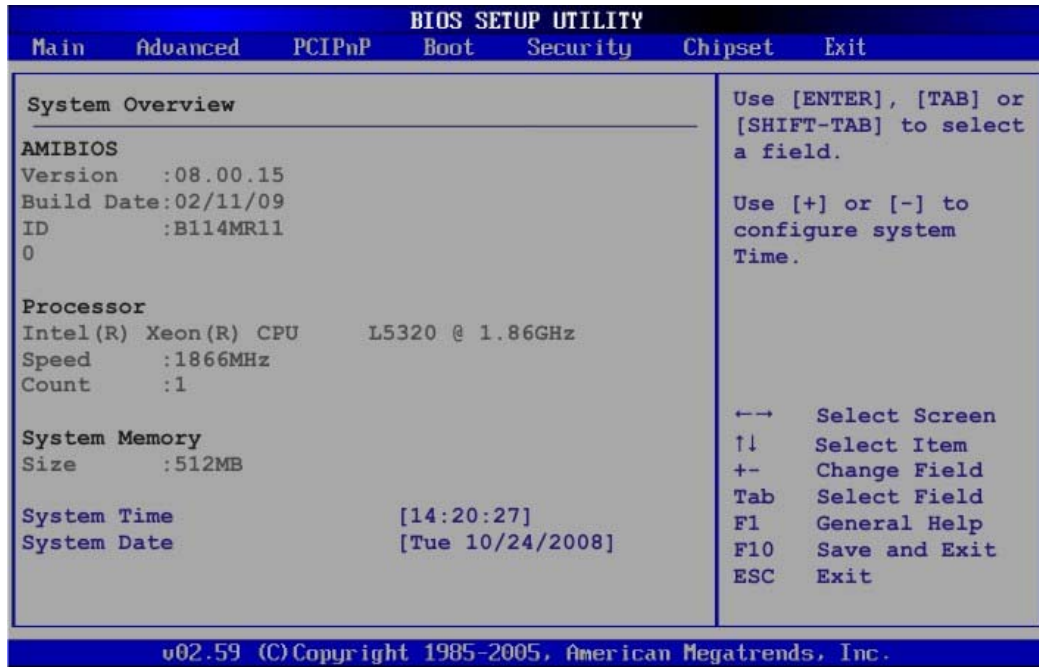 BIOS SETUP UTILITY
Main Advanced PCIPnP Boot Security Chipset Exit
System Overview
AMIBIOS
Version :08.00.15
Build Date:02/11/09
ID :B114MR11
0
Processor
Intel(R) Xeon(R) CPU L5320 @ 1.86GHz
Speed :1866MHz
Count :1
System Memory
Size :512MB
System Time [14:20:27]
System Date [Tue 10/24/2008]
Use [ENTER], [TAB] or
[SHIFT-TAB] to select
a field.
Use [+] or [-] to
configure system
Time.
←→ Select Screen
↑↓ Select Item
+- Change Field
Tab Select Field
F1 General Help
F10 Save and Exit
ESC Exit
v02.59 (C)Copyright 1985-2005, American Megatrends, Inc.